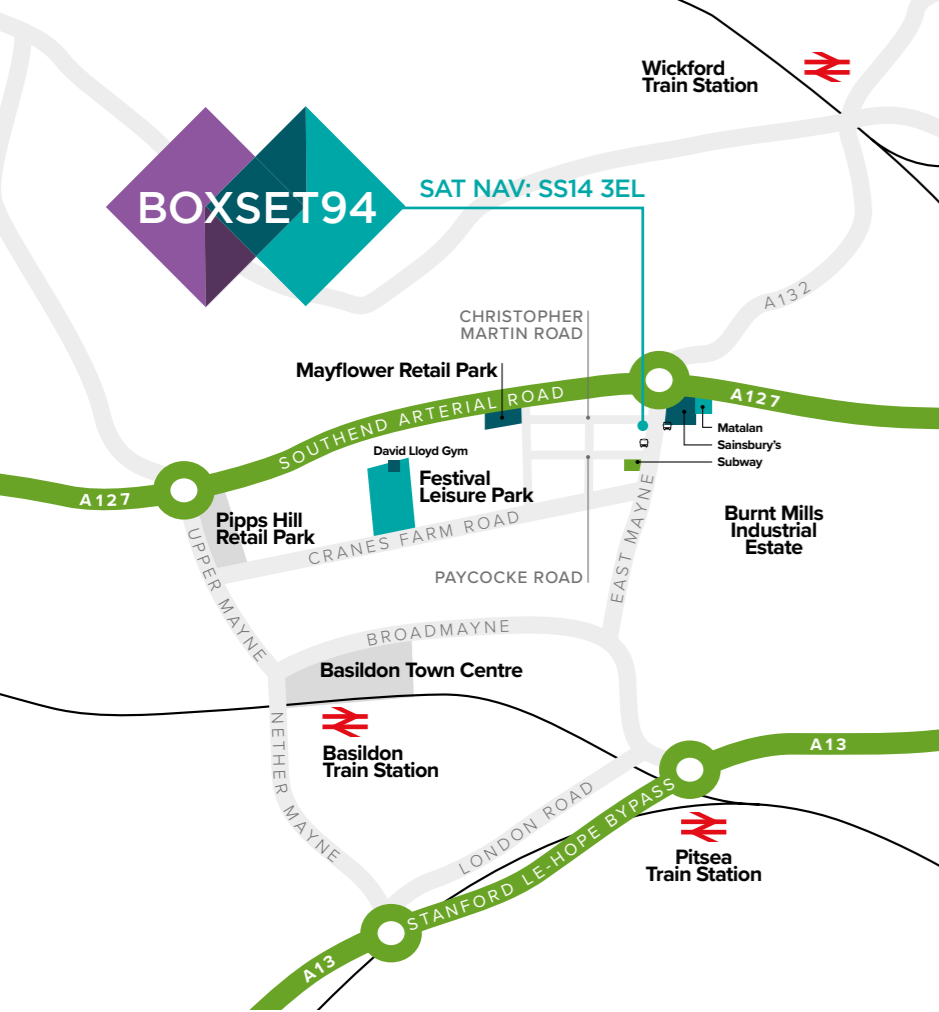 Wickford
Train Station
BOXSET94
SAT NAV: SS14 3EL
A132
CHRISTOPHER
MARTIN ROAD
Mayflower Retail Park
SOUTHEND ARTERIAL ROAD
A127
Matalan
Sainsbury's
Subway
David Lloyd Gym
Festival
Leisure Park
A127
Pipps Hill
Retail Park
CRANES FARM ROAD
Burnt Mills
Industrial
Estate
UPPER MAYNE
PAYCOCKE ROAD
EAST MAYNE
BROADMAYNE
Basildon Town Centre
Basildon
Train Station
NETHER MAYNE
A13
LONDON ROAD
STANFORD LE-HOPE BYPASS
Pitsea
Train Station
A13